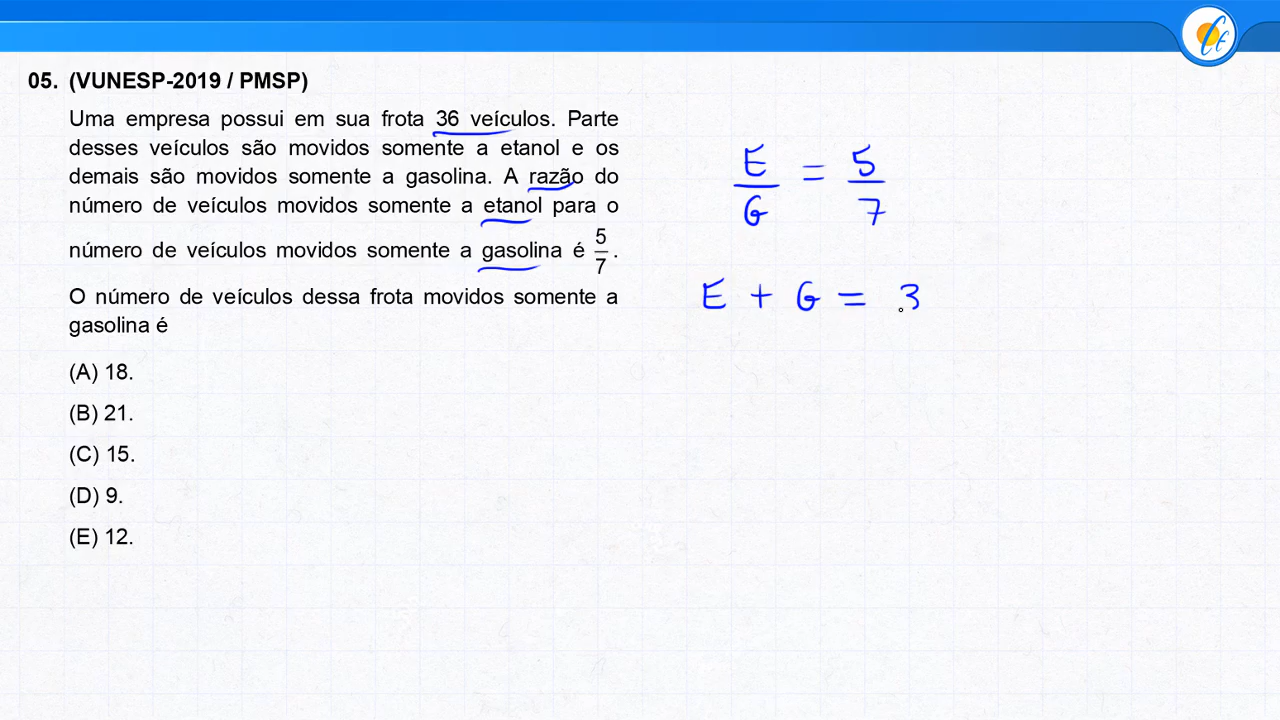 05. (VUNESP-2019 / PMSP)
Uma empresa possui em sua frota 36 veículos. Parte
desses veículos são movidos somente a etanol e os
demais são movidos somente a gasolina. A razão do
número de veículos movidos somente a etanol para o
número de veículos movidos somente a gasolina é 5/7.
O número de veículos dessa frota movidos somente a
gasolina é
(A) 18.
(B) 21.
(C) 15.
(D) 9.
(E) 12.
E/G = 5/7
E + G = 3